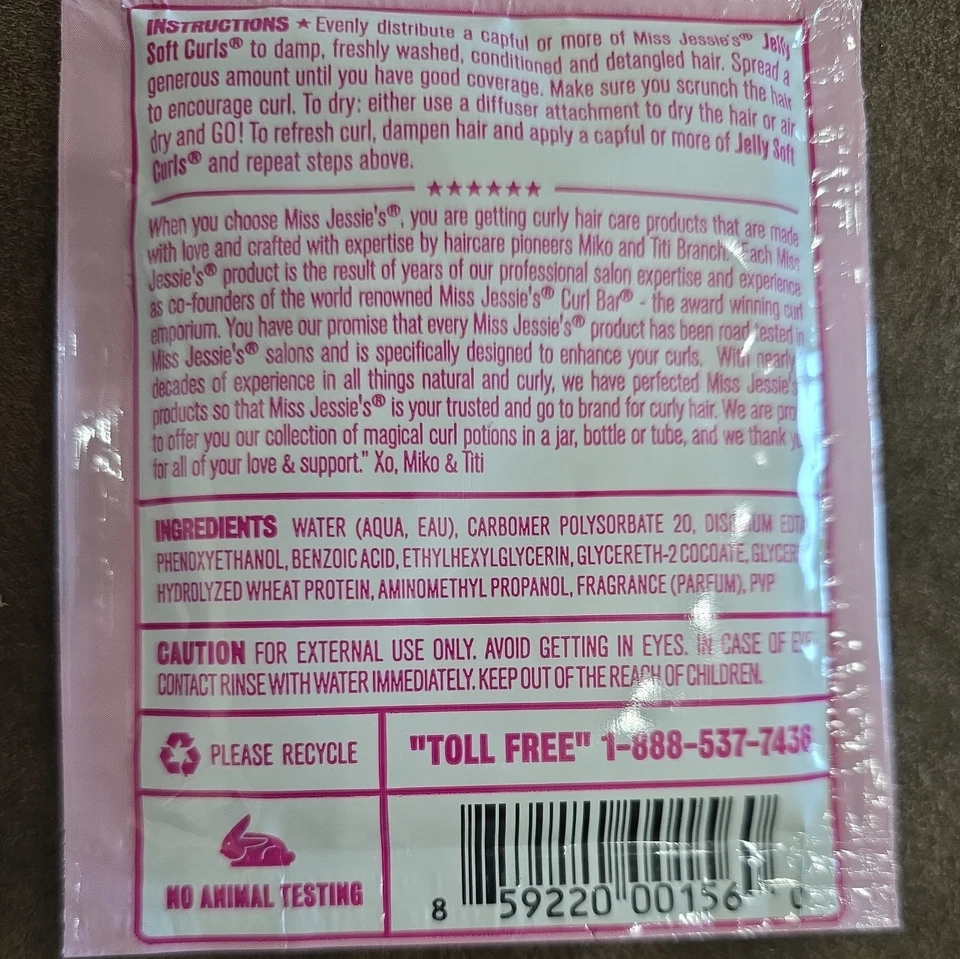 INSTRUCTIONS ★ Evenly distribute a capful or more of Miss Jessie's® Jelly
Soft Curls® to damp, freshly washed, conditioned and detangled hair. Spread a
generous amount until you have good coverage. Make sure you scrunch the hair
to encourage curl. To dry: either use a diffuser attachment to dry the hair or air
dry and GO! To refresh curl, dampen hair and apply a capful or more of Jelly Soft
Curls® and repeat steps above.
★★★★★★
When you choose Miss Jessie's®, you are getting curly hair care products that are made
with love and crafted with expertise by haircare pioneers Miko and Titi Branch. "Each Miss
Jessie's® product is the result of years of our professional salon expertise and experience
as co-founders of the world renowned Miss Jessie's® Curl Bar® - the award winning curl
emporium. You have our promise that every Miss Jessie's® product has been road tested in
Miss Jessie's® salons and is specifically designed to enhance your curls. With nearly
decades of experience in all things natural and curly, we have perfected Miss Jessie's
products so that Miss Jessie's® is your trusted and go to brand for curly hair. We are
to offer you our collection of magical curl potions in a jar, bottle or tube, and we thank
for all of your love & support." Xo, Miko & Titi
INGREDIENTS WATER (AQUA, EAU), CARBOMER POLYSORBATE 20, EDTA
PHENOXYETHANOL, BENZOIC ACID, ETHYLHEXYLGLYCERIN, GLYCERETH-2 COCOATE,
HYDROLYZED WHEAT PROTEIN, AMINOMETHYL PROPANOL, FRAGRANCE (PARFUM), PVP
CAUTION FOR EXTERNAL USE ONLY. AVOID GETTING IN EYES. IN CASE OF EYE
CONTACT RINSE WITH WATER IMMEDIATELY. KEEP OUT OF THE REACH OF CHILDREN.
PLEASE RECYCLE
"TOLL FREE" 1-888-537-7436
NO ANIMAL TESTING
8 59220 00156